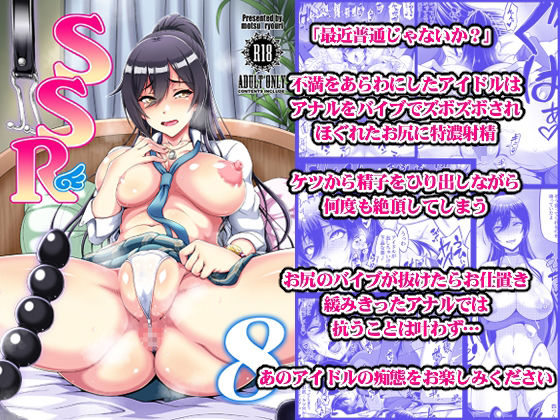 Presented by
motsu ryouri
R18
ADULT ONLY
CONTENTS INCLUDE
SSR
8
「最近普通じゃないか？」
不満をあらわにしたアイドルは
アナルをバイブでズボズボされ
ほぐれたお尻に特濃射精
ケツから精子をひり出しながら
何度も絶頂してしまう
お尻のバイブが抜けたらお仕置き
緩みきったアナルでは
抗うことは叶わず…
あのアイドルの痴態をお楽しみください